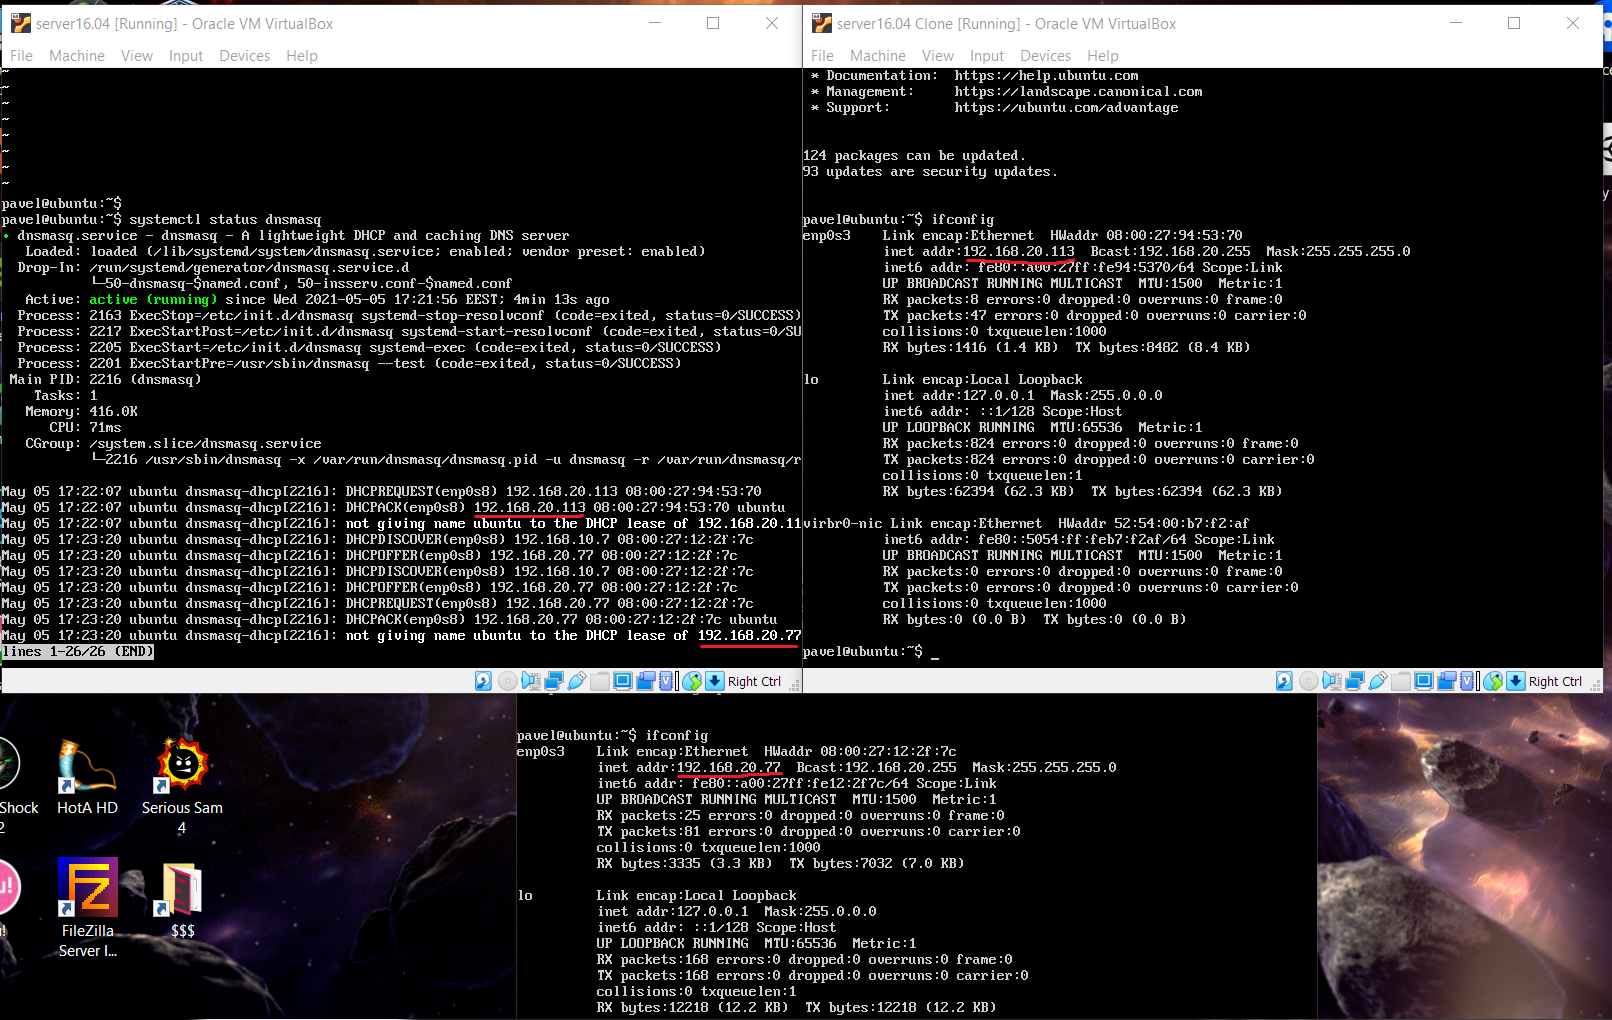 server16.04 [Running] - Oracle VM VirtualBox
File Machine View Input Devices Help
~
~
~
~
~
~
~
~
pavel@ubuntu:~$
pavel@ubuntu:~$ systemctl status dnsmasq
● dnsmasq.service - dnsmasq - A lightweight DHCP and caching DNS server
Loaded: loaded (/lib/systemd/system/dnsmasq.service; enabled; vendor preset: enabled)
Drop-In: /run/systemd/generator/dnsmasq.service.d
└─50-dnsmasq-$named.conf, 50-insserv.conf-$named.conf
Active: active (running) since Wed 2021-05-05 17:21:56 EEST; 4min 13s ago
Process: 2163 ExecStop=/etc/init.d/dnsmasq systemd-stop-resolvconf (code=exited, status=0/SUCCESS)
Process: 2217 ExecStartPost=/etc/init.d/dnsmasq systemd-start-resolvconf (code=exited, status=0/SU
Process: 2205 ExecStart=/etc/init.d/dnsmasq systemd-exec (code=exited, status=0/SUCCESS)
Process: 2201 ExecStartPre=/usr/sbin/dnsmasq --test (code=exited, status=0/SUCCESS)
Main PID: 2216 (dnsmasq)
Tasks: 1
Memory: 416.0K
CPU: 71ms
CGroup: /system.slice/dnsmasq.service
└─2216 /usr/sbin/dnsmasq -x /var/run/dnsmasq/dnsmasq.pid -u dnsmasq -r /var/run/dnsmasq/r
May 05 17:22:07 ubuntu dnsmasq-dhcp[2216]: DHCPREQUEST(enp0s8) 192.168.20.113 08:00:27:94:53:70
May 05 17:22:07 ubuntu dnsmasq-dhcp[2216]: DHCPACK(enp0s8) 192.168.20.113 08:00:27:94:53:70 ubuntu
May 05 17:22:07 ubuntu dnsmasq-dhcp[2216]: not giving name ubuntu to the DHCP lease of 192.168.20.11
May 05 17:23:20 ubuntu dnsmasq-dhcp[2216]: DHCPDISCOVER(enp0s8) 192.168.10.7 08:00:27:12:2f:7c
May 05 17:23:20 ubuntu dnsmasq-dhcp[2216]: DHCPOFFER(enp0s8) 192.168.20.77 08:00:27:12:2f:7c
May 05 17:23:20 ubuntu dnsmasq-dhcp[2216]: DHCPDISCOVER(enp0s8) 192.168.10.7 08:00:27:12:2f:7c
May 05 17:23:20 ubuntu dnsmasq-dhcp[2216]: DHCPOFFER(enp0s8) 192.168.20.77 08:00:27:12:2f:7c
May 05 17:23:20 ubuntu dnsmasq-dhcp[2216]: DHCPREQUEST(enp0s8) 192.168.20.77 08:00:27:12:2f:7c
May 05 17:23:20 ubuntu dnsmasq-dhcp[2216]: DHCPACK(enp0s8) 192.168.20.77 08:00:27:12:2f:7c ubuntu
May 05 17:23:20 ubuntu dnsmasq-dhcp[2216]: not giving name ubuntu to the DHCP lease of 192.168.20.77
lines 1-26/26 (END)
Right Ctrl
server16.04 Clone [Running] - Oracle VM VirtualBox
File Machine View Input Devices Help
* Documentation: https://help.ubuntu.com
* Management: https://landscape.canonical.com
* Support: https://ubuntu.com/advantage
124 packages can be updated.
93 updates are security updates.
pavel@ubuntu:~$ ifconfig
enp0s3 Link encap:Ethernet HWaddr 08:00:27:94:53:70
inet addr:192.168.20.113 Bcast:192.168.20.255 Mask:255.255.255.0
inet6 addr: fe80::a00:27ff:fe94:5370/64 Scope:Link
UP BROADCAST RUNNING MULTICAST MTU:1500 Metric:1
RX packets:8 errors:0 dropped:0 overruns:0 frame:0
TX packets:47 errors:0 dropped:0 overruns:0 carrier:0
collisions:0 txqueuelen:1000
RX bytes:1416 (1.4 KB) TX bytes:8482 (8.4 KB)
lo Link encap:Local Loopback
inet addr:127.0.0.1 Mask:255.0.0.0
inet6 addr: ::1/128 Scope:Host
UP LOOPBACK RUNNING MTU:65536 Metric:1
RX packets:824 errors:0 dropped:0 overruns:0 frame:0
TX packets:824 errors:0 dropped:0 overruns:0 carrier:0
collisions:0 txqueuelen:1
RX bytes:62394 (62.3 KB) TX bytes:62394 (62.3 KB)
virbr0-nic Link encap:Ethernet HWaddr 52:54:00:b7:f2:af
inet6 addr: fe80::5054:ff:feb7:f2af/64 Scope:Link
UP BROADCAST RUNNING MULTICAST MTU:1500 Metric:1
RX packets:0 errors:0 dropped:0 overruns:0 frame:0
TX packets:0 errors:0 dropped:0 overruns:0 carrier:0
collisions:0 txqueuelen:1000
RX bytes:0 (0.0 B) TX bytes:0 (0.0 B)
pavel@ubuntu:~$ _
Right Ctrl
pavel@ubuntu:~$ ifconfig
enp0s3 Link encap:Ethernet HWaddr 08:00:27:12:2f:7c
inet addr:192.168.20.77 Bcast:192.168.20.255 Mask:255.255.255.0
inet6 addr: fe80::a00:27ff:fe12:2f7c/64 Scope:Link
UP BROADCAST RUNNING MULTICAST MTU:1500 Metric:1
RX packets:25 errors:0 dropped:0 overruns:0 frame:0
TX packets:81 errors:0 dropped:0 overruns:0 carrier:0
collisions:0 txqueuelen:1000
RX bytes:3335 (3.3 KB) TX bytes:7032 (7.0 KB)
lo Link encap:Local Loopback
inet addr:127.0.0.1 Mask:255.0.0.0
inet6 addr: ::1/128 Scope:Host
UP LOOPBACK RUNNING MTU:65536 Metric:1
RX packets:168 errors:0 dropped:0 overruns:0 frame:0
TX packets:168 errors:0 dropped:0 overruns:0 carrier:0
collisions:0 txqueuelen:1
RX bytes:12218 (12.2 KB) TX bytes:12218 (12.2 KB)
Shock
2
HotA HD
Serious Sam
4
FZ
FileZilla
Server I...
$$$